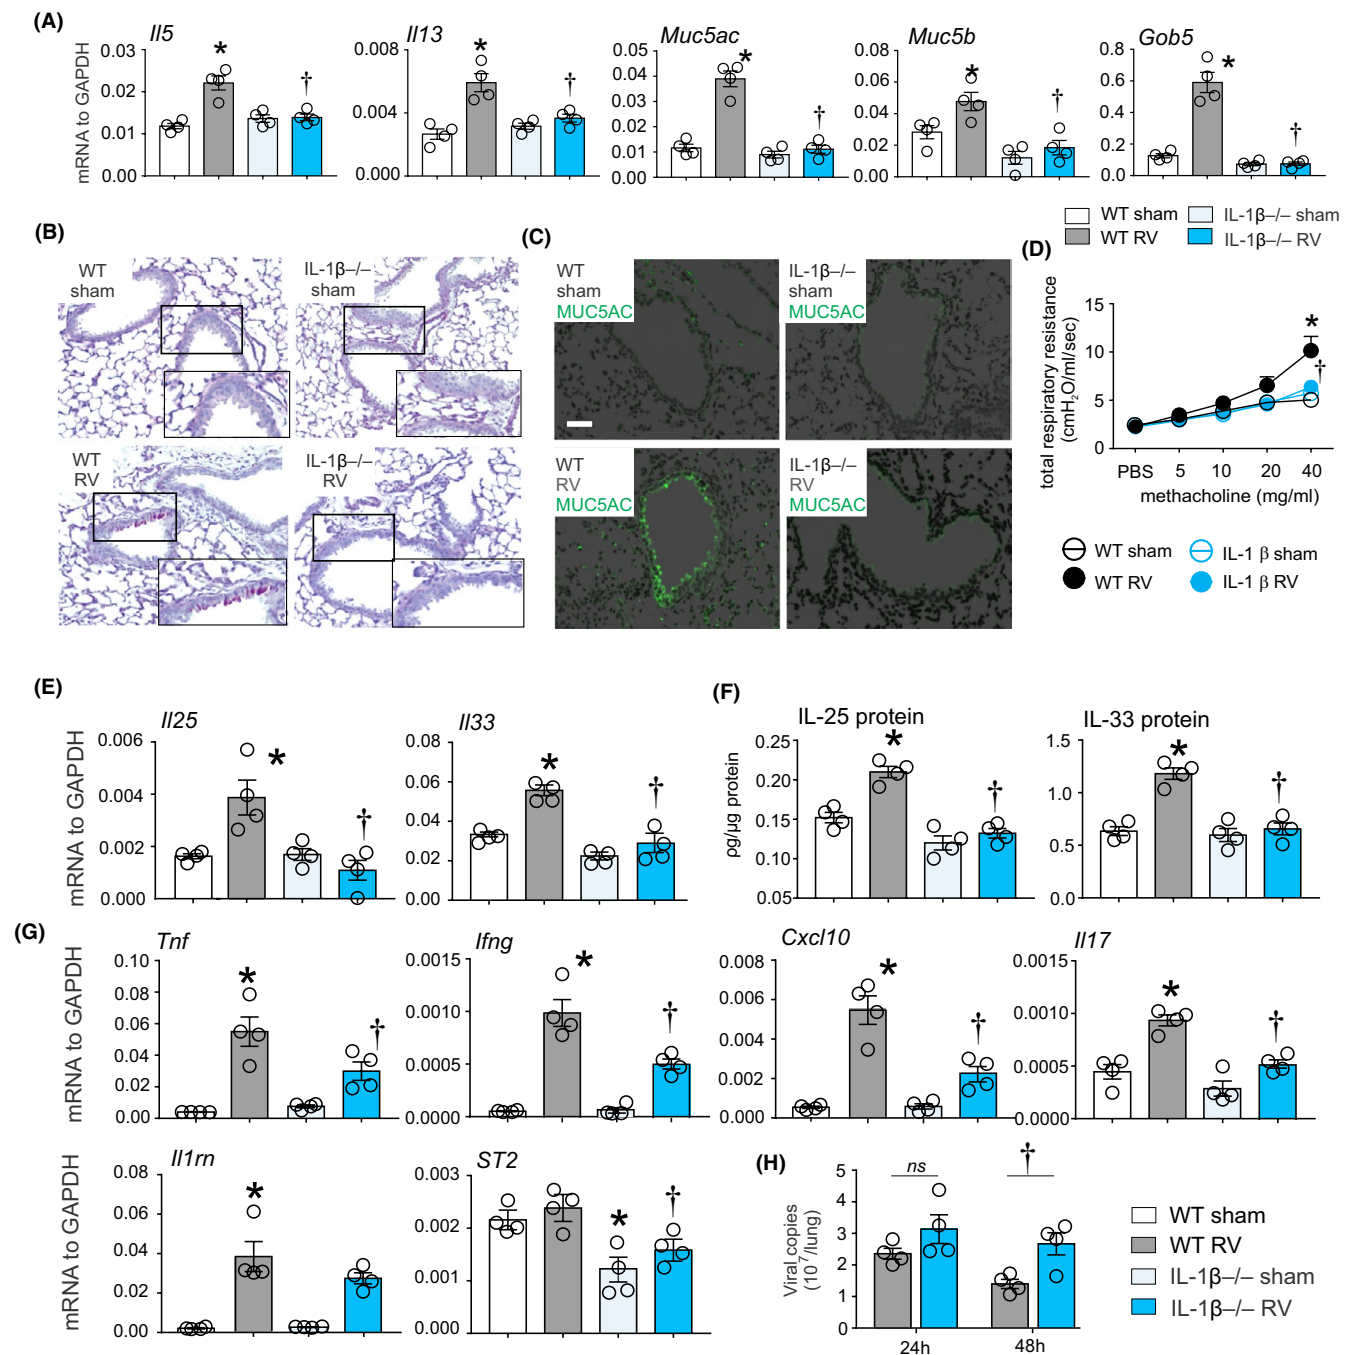 (A)
Il5
Il13
Muc5ac
Muc5b
Gob5
mRNA to GAPDH
0.03
0.02
0.01
0.00
*
†
0.008
0.004
0.000
*
†
0.05
0.04
0.03
0.02
0.01
0.00
*
†
0.08
0.06
0.04
0.02
0.00
*
†
0.8
0.6
0.4
0.2
0.0
*
†
WT sham
IL-1β–/– sham
WT RV
IL-1β–/– RV
(B)
WT
sham
IL-1β–/–
sham
WT
RV
IL-1β–/–
RV
(C)
WT
sham
MUC5AC
IL-1β–/–
sham
MUC5AC
WT
RV
MUC5AC
IL-1β–/–
RV
MUC5AC
(D)
total respiratory resistance
(cmH2O/ml/sec)
15
10
5
0
*
†
PBS 5 10 20 40
methacholine (mg/ml)
WT sham
IL-1 β sham
WT RV
IL-1 β RV
(E)
Il25
Il33
mRNA to GAPDH
0.006
0.004
0.002
0.000
*
†
0.08
0.06
0.04
0.02
0.00
*
†
(F)
IL-25 protein
IL-33 protein
pg/µg protein
0.25
0.20
0.15
0.10
0.05
*
†
1.5
1.0
0.5
0.0
*
†
(G)
Tnf
Ifng
Cxcl10
Il17
mRNA to GAPDH
0.10
0.08
0.06
0.04
0.02
0.00
*
†
0.0015
0.0010
0.0005
0.0000
*
†
0.008
0.006
0.004
0.002
0.000
*
†
0.0015
0.0010
0.0005
0.0000
*
†
Il1rn
ST2
mRNA to GAPDH
0.08
0.06
0.04
0.02
0.00
*
0.003
0.002
0.001
0.000
*
†
(H)
Viral copies
(10^7/lung)
5
4
3
2
1
0
ns
†
24h 48h
WT sham
WT RV
IL-1β–/– sham
IL-1β–/– RV